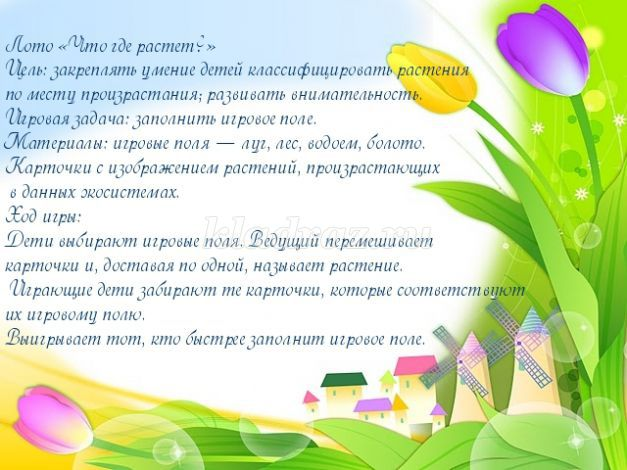 Лото «Что где растет?»
Цель: закреплять умение детей классифицировать растения
по месту произрастания; развивать внимательность.
Игровая задача: заполнить игровое поле.
Материалы: игровые поля — луг, лес, водоем, болото.
Карточки с изображением растений, произрастающих
в данных экосистемах.
Ход игры:
kladraz.ru
Дети выбирают игровые поля. Ведущий перемешивает
карточки и, доставая по одной, называет растение.
Играющие дети забирают те карточки, которые соответствуют
их игровому полю.
Выигрывает тот, кто быстрее заполнит игровое поле.